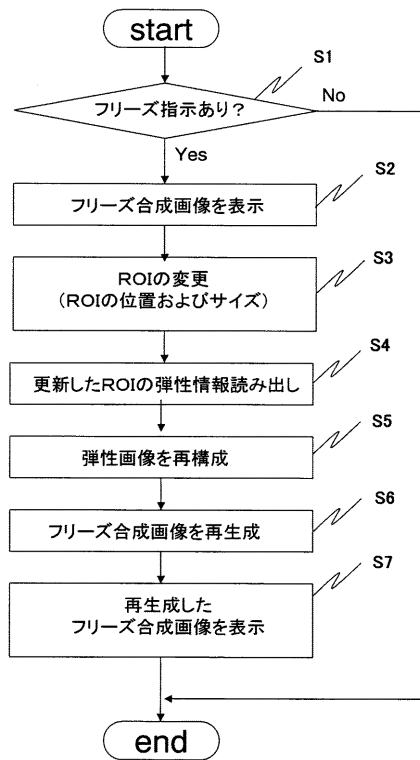 start
S1
フリーズ指示あり?
No
Yes
S2
フリーズ合成画像を表示
S3
ROIの変更
(ROIの位置およびサイズ)
S4
更新したROIの弾性情報読み出し
S5
弾性画像を再構成
S6
フリーズ合成画像を再生成
S7
再生成した
フリーズ合成画像を表示
end